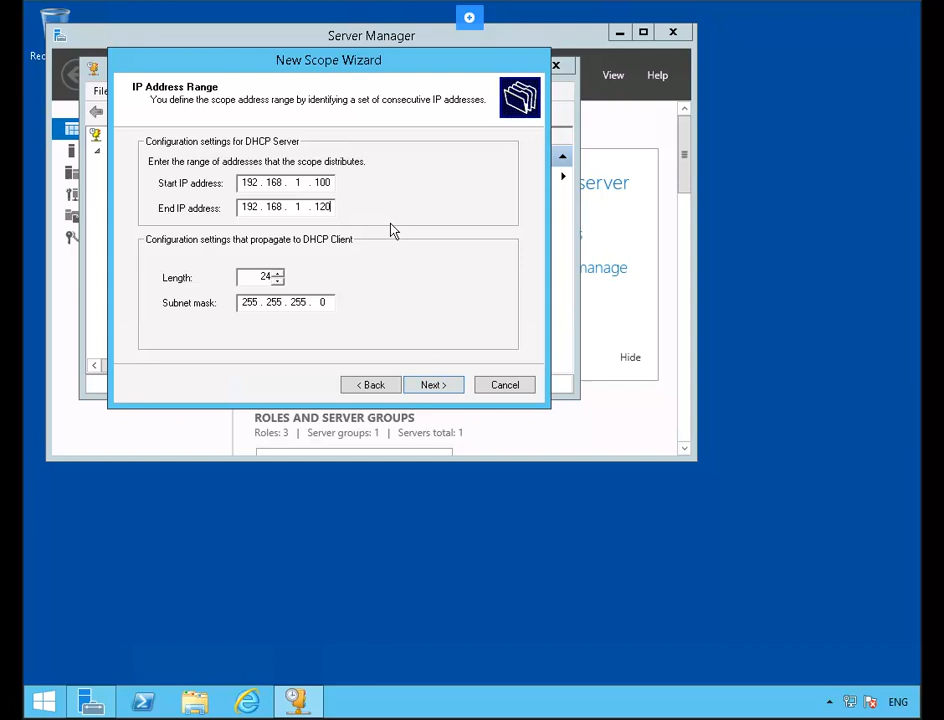 Server Manager
New Scope Wizard
View Help
IP Address Range
You define the scope address range by identifying a set of consecutive IP addresses.
Configuration settings for DHCP Server
Enter the range of addresses that the scope distributes.
Start IP address: 192 . 168 . 1 . 100
End IP address: 192 . 168 . 1 . 120
Configuration settings that propagate to DHCP Client
Length: 24
Subnet mask: 255 . 255 . 255 . 0
server
manage
Hide
< Back Next > Cancel
ROLES AND SERVER GROUPS
Roles: 3 | Server groups: 1 | Servers total: 1
ENG